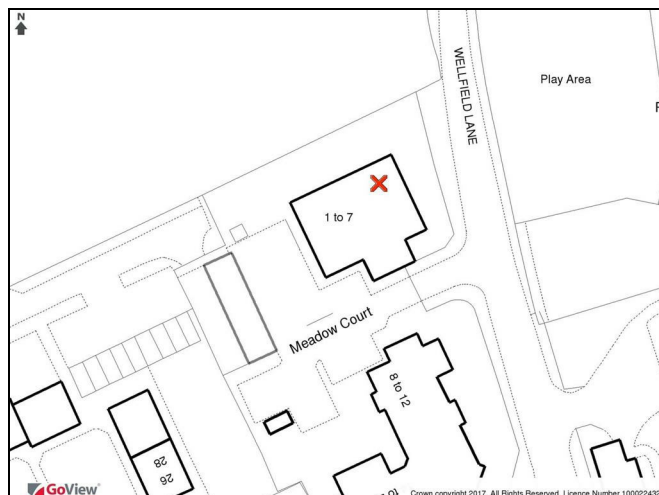 N
WELLFIELD LANE
Play Area
1 to 7
Meadow Court
8 to 12
28
26
GoView
Crown copyright 2017. All Rights Reserved. Licence Number 100022432